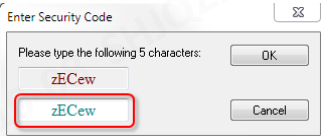 Enter Security Code
Please type the following 5 characters:
OK
zECew
zECew
Cancel